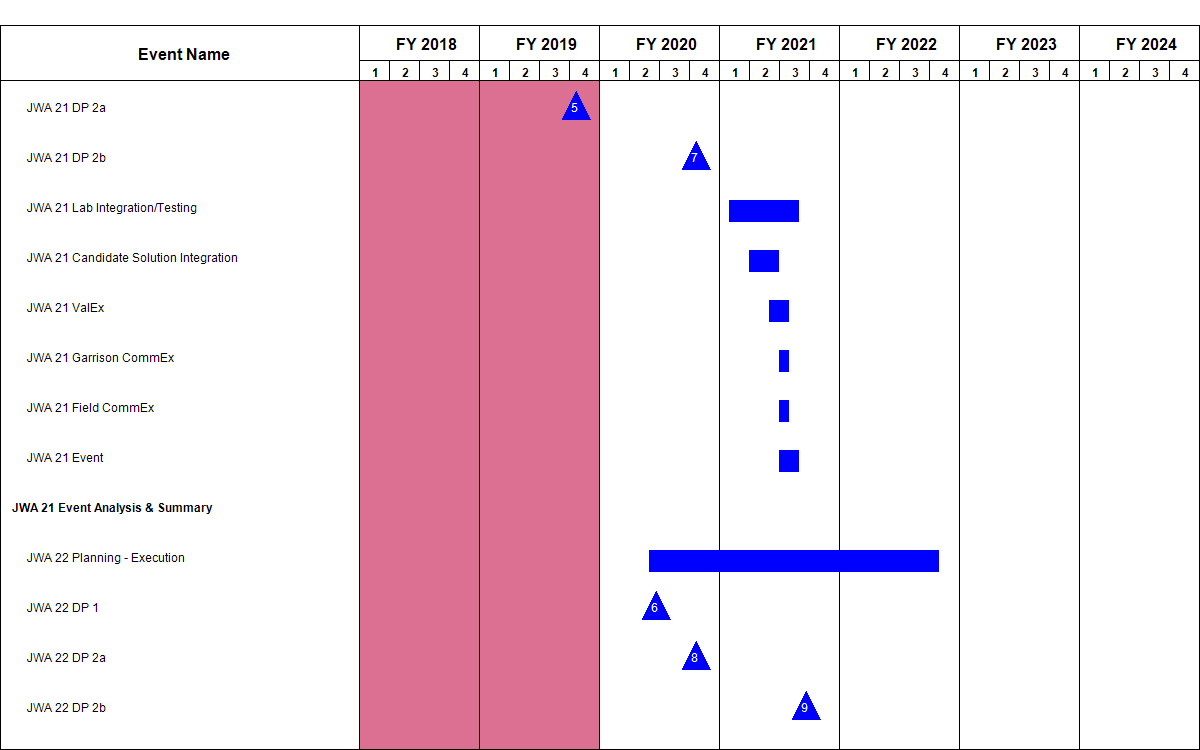 Event Name FY 2018 FY 2019 FY 2020 FY 2021 FY 2022 FY 2023 FY 2024
1 2 3 4 1 2 3 4 1 2 3 4 1 2 3 4 1 2 3 4 1 2 3 4 1 2 3 4
JWA 21 DP 2a 5
JWA 21 DP 2b 7
JWA 21 Lab Integration/Testing
JWA 21 Candidate Solution Integration
JWA 21 ValEx
JWA 21 Garrison CommEx
JWA 21 Field CommEx
JWA 21 Event
JWA 21 Event Analysis & Summary
JWA 22 Planning - Execution
JWA 22 DP 1 6
JWA 22 DP 2a 8
JWA 22 DP 2b 9